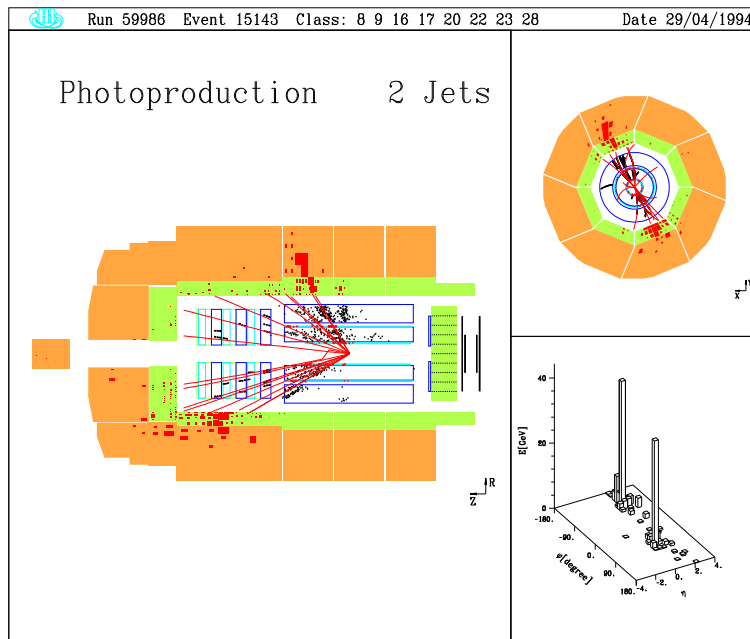 Run 59986 Event 15143 Class: 8 9 16 17 20 22 23 28 Date 29/04/1994
Photoproduction 2 Jets
R
Z
X
E[GeV]
40
20
0
-180.
-90.
0.
90.
180.
φ[degree]
-4.
-2.
0.
2.
4.
η